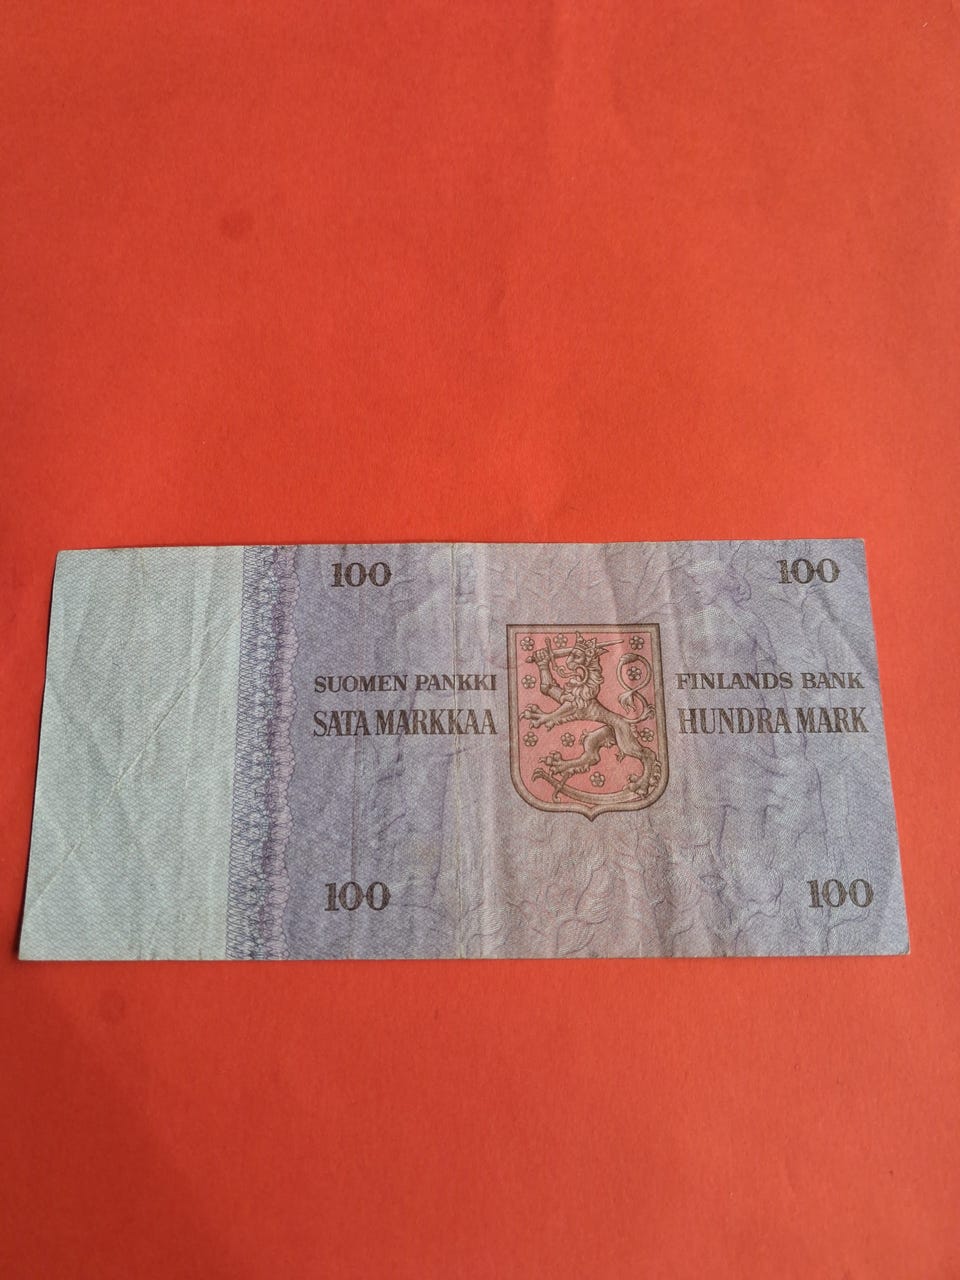 100 100
SUOMEN PANKKI FINLANDS BANK
SATA MARKKAA HUNDRA MARK
100 100